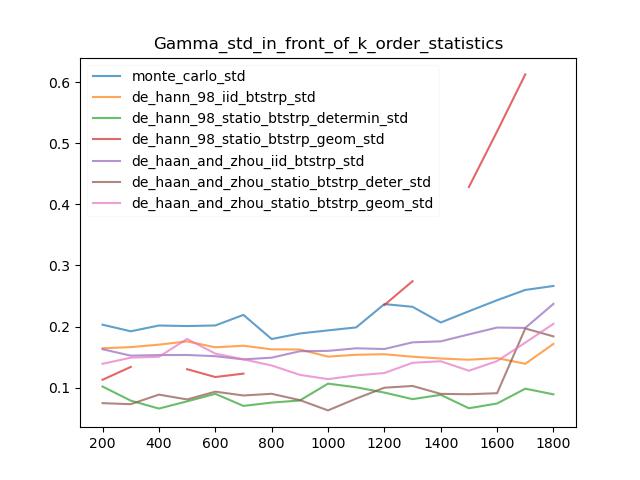 Gamma_std_in_front_of_k_order_statistics
monte_carlo_std
de_hann_98_iid_btstrp_std
de_hann_98_statio_btstrp_determin_std
de_hann_98_statio_btstrp_geom_std
de_haan_and_zhou_iid_btstrp_std
de_haan_and_zhou_statio_btstrp_deter_std
de_haan_and_zhou_statio_btstrp_geom_std
0.6
0.5
0.4
0.3
0.2
0.1
200 400 600 800 1000 1200 1400 1600 1800